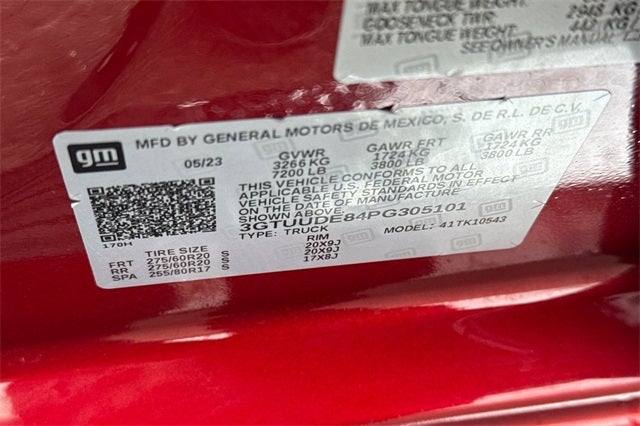 MAX TONGUE WEIGHT:
GOOSENECK TWR:
MAX TONGUE WEIGHT: 443 KG
SEE OWNER'S MANUAL
gm
MFD BY GENERAL MOTORS DE MEXICO, S. DE R.L. DE C.V.
05/23 GVWR GAWR FRT GAWR RR
3266 KG 1724 KG 1724 KG
7200 LB 3800 LB 3800 LB
THIS VEHICLE CONFORMS TO ALL
APPLICABLE U.S. FEDERAL MOTOR
VEHICLE SAFETY STANDARDS IN EFFECT
ON THE DATE OF MANUFACTURE
SHOWN ABOVE.
3GTUUDE84PG305101
170H TYPE: TRUCK MODEL: 41TK10543
TIRE SIZE RIM
FRT 275/60R20 S 20X9J
RR 275/60R20 S 20X9J
SPA 255/80R17 S 17X8J